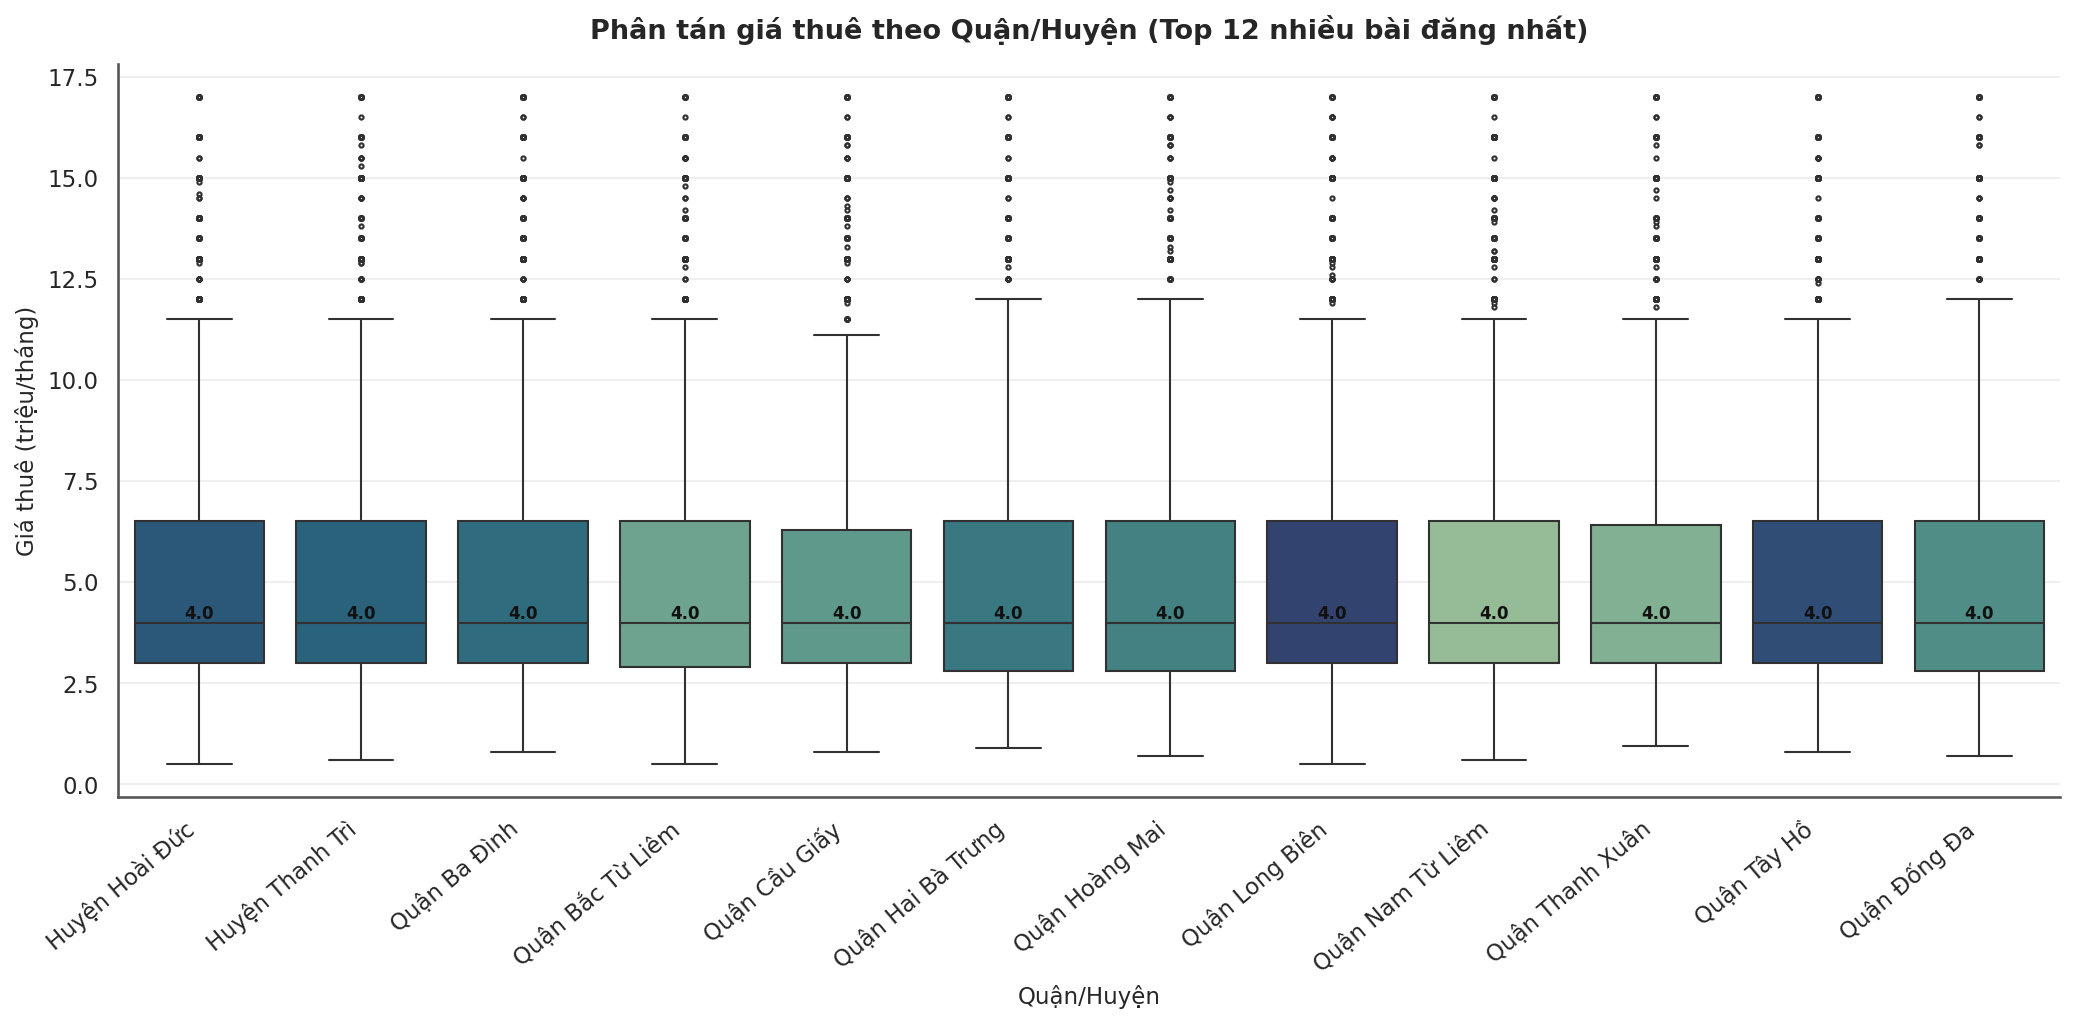 Phân tán giá thuê theo Quận/Huyện (Top 12 nhiều bài đăng nhất)
Giá thuê (triệu/tháng)
17.5
15.0
12.5
10.0
7.5
5.0
2.5
0.0
4.0 4.0 4.0 4.0 4.0 4.0 4.0 4.0 4.0 4.0 4.0 4.0
Huyện Hoài Đức
Huyện Thanh Trì
Quận Ba Đình
Quận Bắc Từ Liêm
Quận Cầu Giấy
Quận Hai Bà Trưng
Quận Hoàng Mai
Quận Long Biên
Quận Nam Từ Liêm
Quận Thanh Xuân
Quận Tây Hồ
Quận Đống Đa
Quận/Huyện